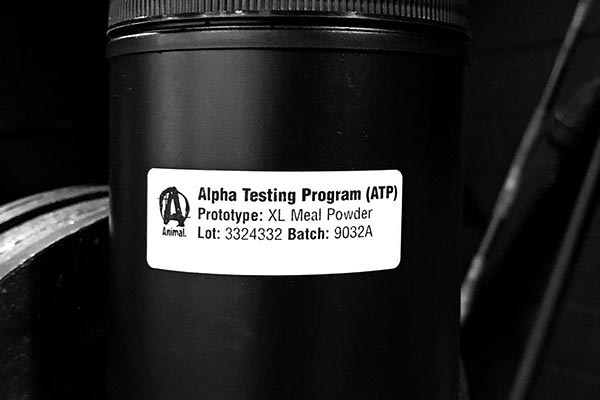 Alpha Testing Program (ATP)
Prototype: XL Meal Powder
Animal. Lot: 3324332 Batch: 9032A